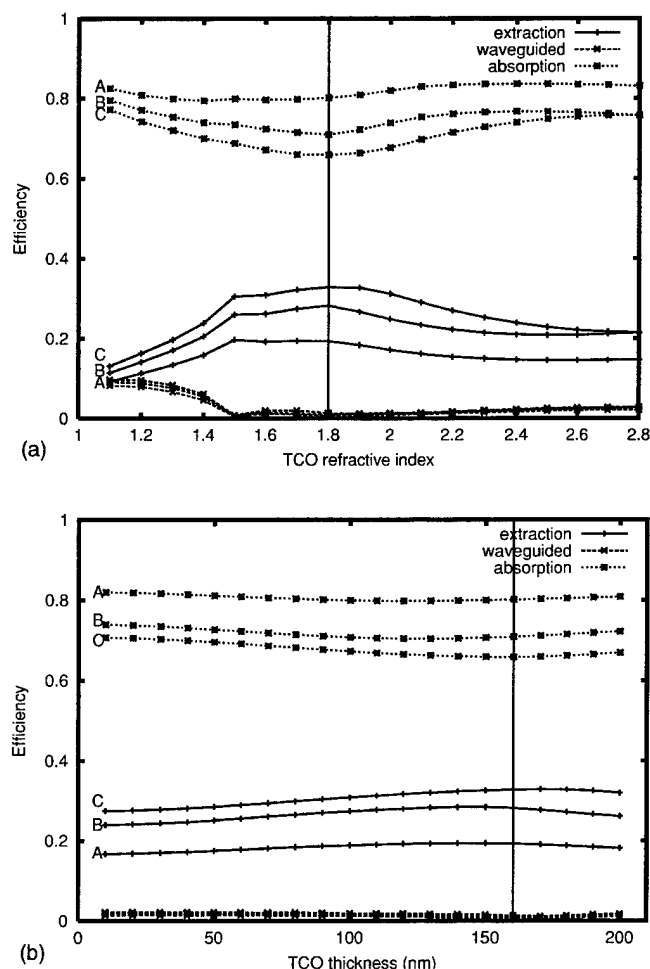 1
0.8
0.6
0.4
0.2
0
Efficiency
extraction
waveguided
absorption
A
B
C
C
B
A
1 1.2 1.4 1.6 1.8 2 2.2 2.4 2.6 2.8
TCO refractive index
(a)
1
0.8
0.6
0.4
0.2
0
Efficiency
extraction
waveguided
absorption
A
B
C
C
B
A
0 50 100 150 200
TCO thickness (nm)
(b)